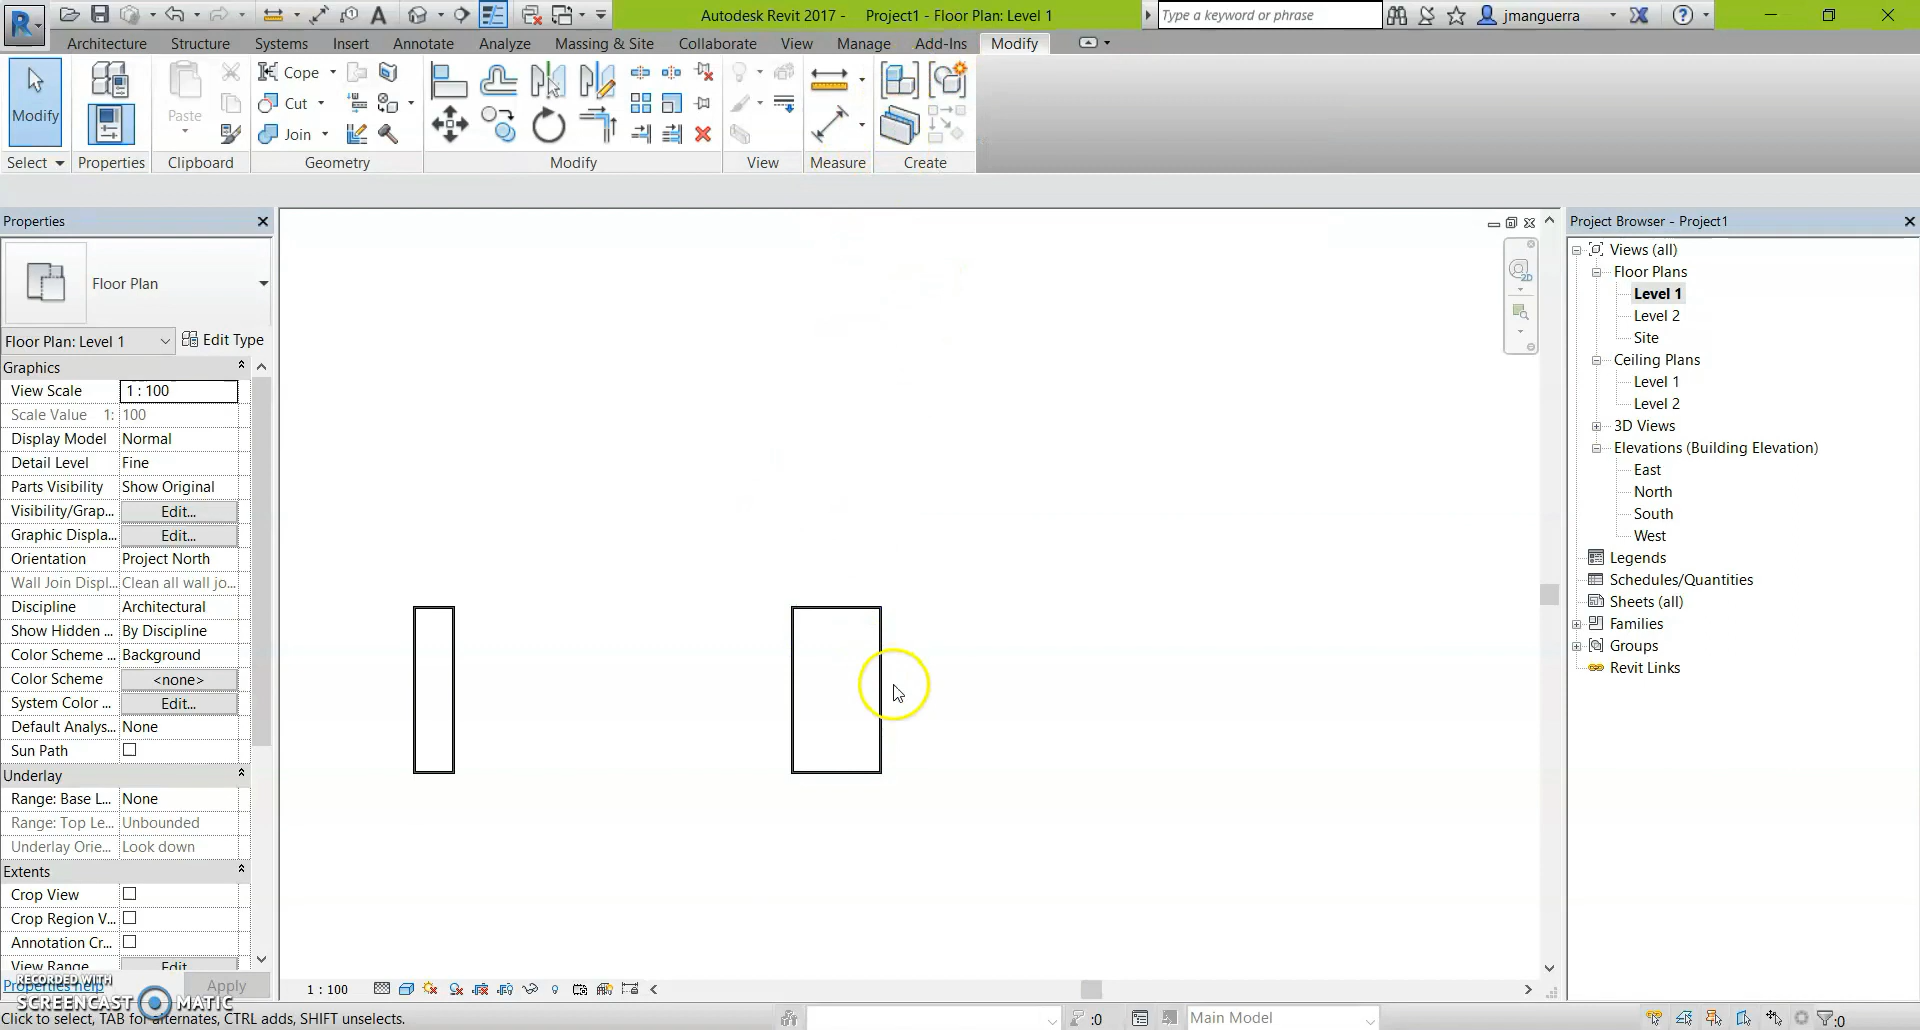 Autodesk Revit 2017 - Project1 - Floor Plan: Level 1
Type a keyword or phrase
jmanguerra
Architecture Structure Systems Insert Annotate Analyze Massing & Site Collaborate View Manage Add-Ins Modify
Modify
Paste
Cope
Cut
Join
Select Properties Clipboard Geometry Modify View Measure Create
Properties
Floor Plan
Floor Plan: Level 1
Edit Type
Graphics
View Scale 1 : 100
Scale Value 1: 100
Display Model Normal
Detail Level Fine
Parts Visibility Show Original
Visibility/Grap... Edit...
Graphic Displa... Edit...
Orientation Project North
Wall Join Displ... Clean all wall jo...
Discipline Architectural
Show Hidden ... By Discipline
Color Scheme ... Background
Color Scheme <none>
System Color ... Edit...
Default Analys... None
Sun Path
Underlay
Range: Base L... None
Range: Top Le... Unbounded
Underlay Orie... Look down
Extents
Crop View
Crop Region V...
Annotation Cr...
View Range Edit...
Properties help
Apply
RECORDED WITH
SCREENCAST MATIC
Click to select, TAB for alternates, CTRL adds, SHIFT unselects.
1 : 100
:0
Main Model
:0
Project Browser - Project1
Views (all)
Floor Plans
Level 1
Level 2
Site
Ceiling Plans
Level 1
Level 2
3D Views
Elevations (Building Elevation)
East
North
South
West
Legends
Schedules/Quantities
Sheets (all)
Families
Groups
Revit Links
2D